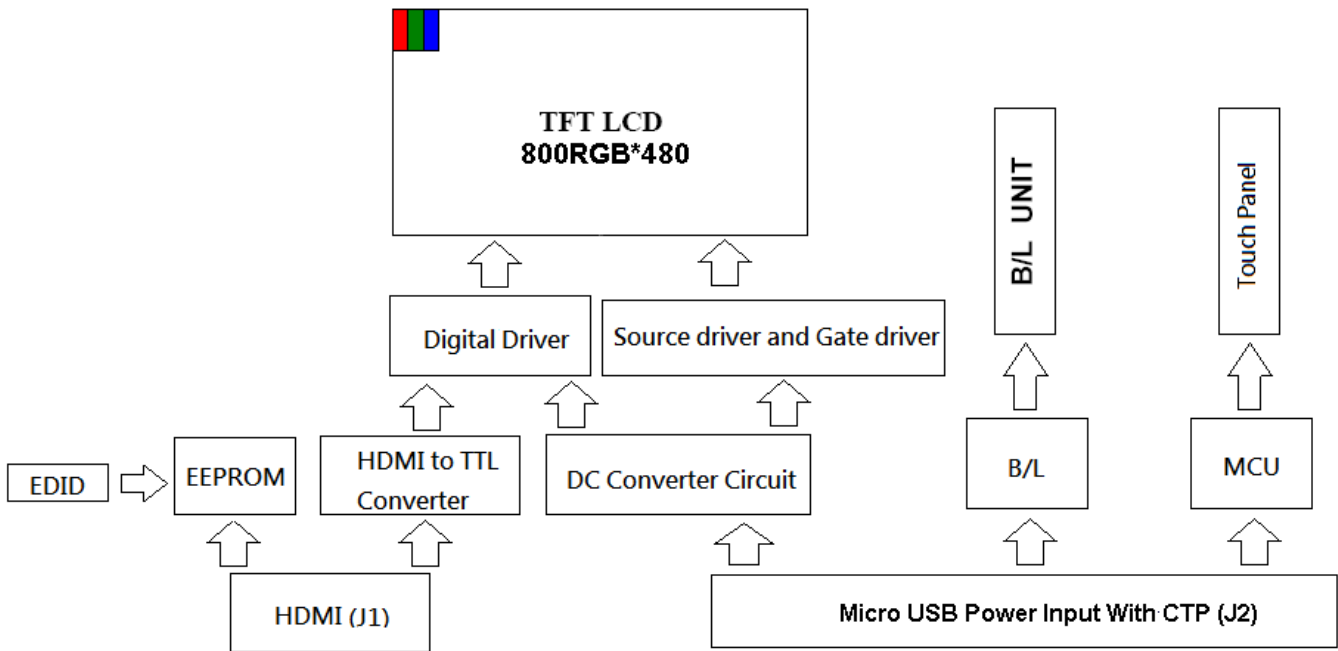 TFT LCD
800RGB*480
B/L UNIT
Touch Panel
Digital Driver
Source driver and Gate driver
EDID
EEPROM
HDMI to TTL
Converter
DC Converter Circuit
B/L
MCU
HDMI (J1)
Micro USB Power Input With CTP (J2)